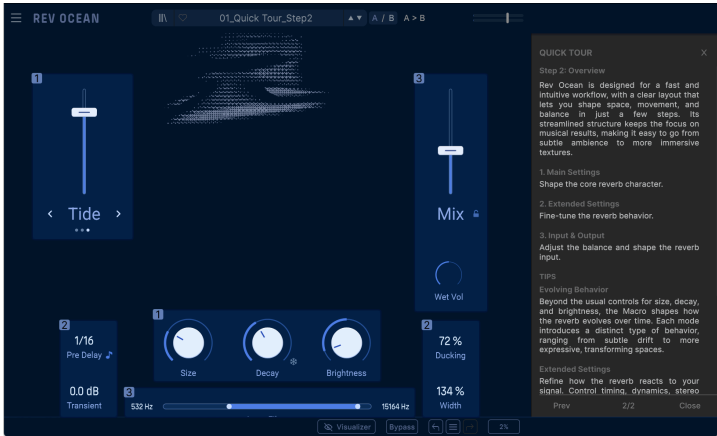 REV OCEAN
01_Quick Tour_Step2
A / B A > B
QUICK TOUR X
Step 2: Overview
Rev Ocean is designed for a fast and
intuitive workflow, with a clear layout that
lets you shape space, movement, and
balance in just a few steps. Its
streamlined structure keeps the focus on
musical results, making it easy to go from
subtle ambience to more immersive
textures.
1. Main Settings
Shape the core reverb character.
2. Extended Settings
Fine-tune the reverb behavior.
3. Input & Output
Adjust the balance and shape the reverb
input.
TIPS
Evolving Behavior
Beyond the usual controls for size, decay,
and brightness, the Macro shapes how
the reverb evolves over time. Each mode
introduces a distinct type of behavior,
ranging from subtle drift to more
expressive, transforming spaces.
Extended Settings
Refine how the reverb reacts to your
signal. Control timing, dynamics, stereo
Prev 2/2 Close
1
Tide
3
Mix
Wet Vol
2
1/16
Pre Delay
0.0 dB
Transient
1
Size Decay Brightness
2
72 %
Ducking
134 %
Width
3
532 Hz 15164 Hz
Visualizer Bypass 2%